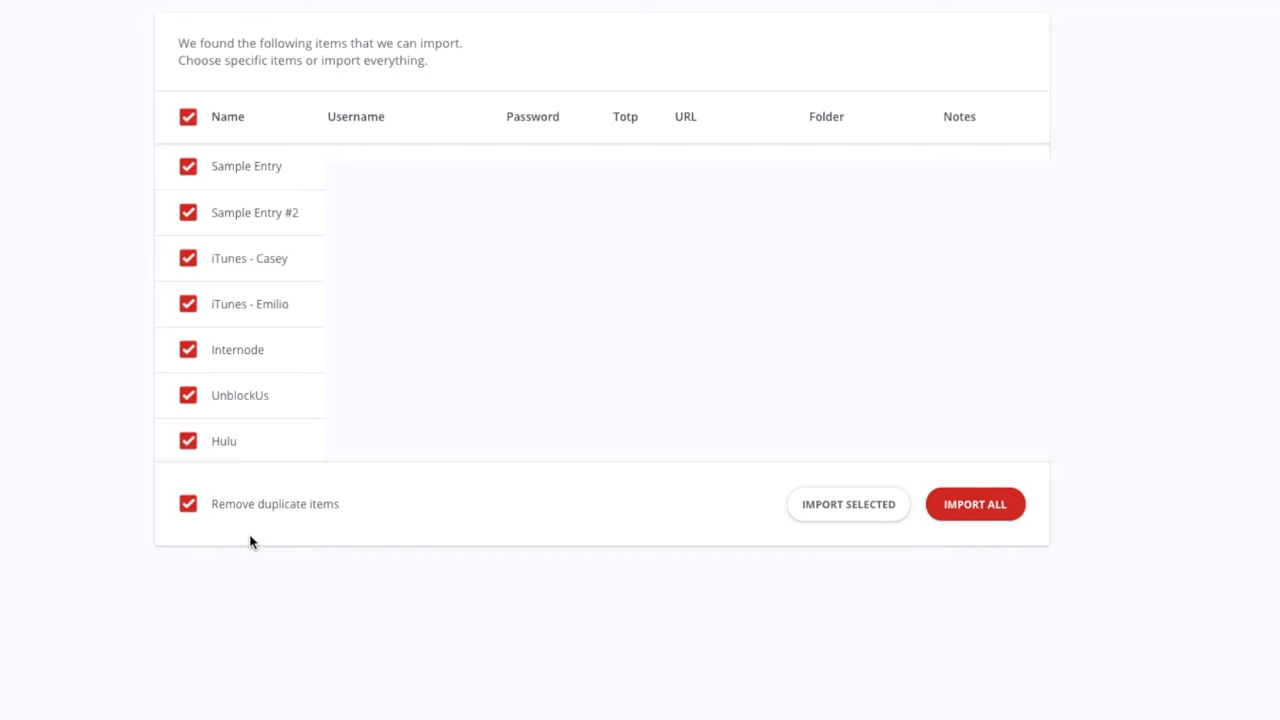 We found the following items that we can import.
Choose specific items or import everything.
Name Username Password Totp URL Folder Notes
Sample Entry
Sample Entry #2
iTunes - Casey
iTunes - Emilio
Internode
UnblockUs
Hulu
Remove duplicate items IMPORT SELECTED IMPORT ALL